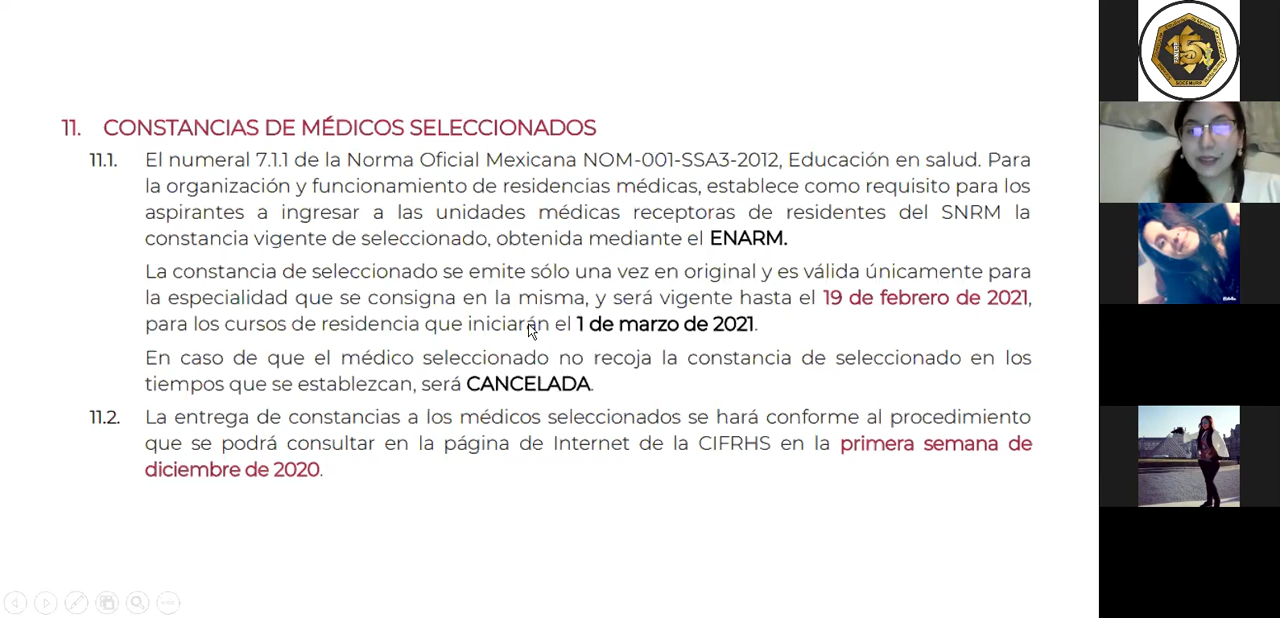 11. CONSTANCIAS DE MÉDICOS SELECCIONADOS
11.1. El numeral 7.1.1 de la Norma Oficial Mexicana NOM-001-SSA3-2012, Educación en salud. Para
la organización y funcionamiento de residencias médicas, establece como requisito para los
aspirantes a ingresar a las unidades médicas receptoras de residentes del SNRM la
constancia vigente de seleccionado, obtenida mediante el ENARM.
La constancia de seleccionado se emite sólo una vez en original y es válida únicamente para
la especialidad que se consigna en la misma, y será vigente hasta el 19 de febrero de 2021,
para los cursos de residencia que iniciarán el 1 de marzo de 2021.
En caso de que el médico seleccionado no recoja la constancia de seleccionado en los
tiempos que se establezcan, será CANCELADA.
11.2. La entrega de constancias a los médicos seleccionados se hará conforme al procedimiento
que se podrá consultar en la página de Internet de la CIFRHS en la primera semana de
diciembre de 2020.
15
SOCEMURP